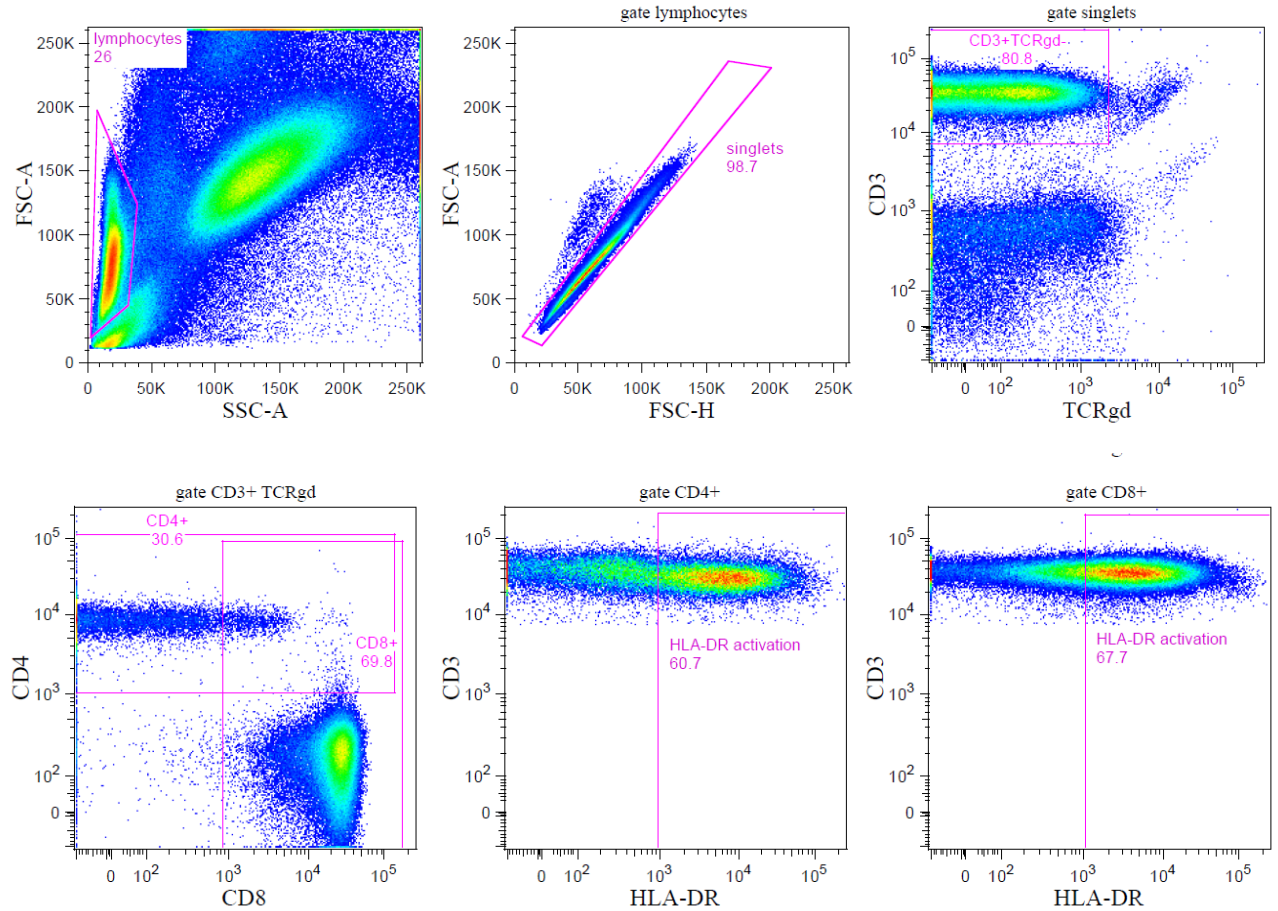 gate lymphocytes
gate singlets
lymphocytes
26
250K
200K
150K
100K
50K
0
FSC-A
0 50K 100K 150K 200K 250K
SSC-A
250K
200K
150K
100K
50K
0
FSC-A
singlets
98.7
0 50K 100K 150K 200K 250K
FSC-H
CD3+TCRgd-
80.8
10^5
10^4
10^3
10^2
0
CD3
0 10^2 10^3 10^4 10^5
TCRgd
gate CD3+ TCRgd
gate CD4+
gate CD8+
CD4+
30.6
CD8+
69.8
10^5
10^4
10^3
10^2
0
CD4
0 10^2 10^3 10^4 10^5
CD8
10^5
10^4
10^3
10^2
0
CD3
HLA-DR activation
60.7
0 10^2 10^3 10^4 10^5
HLA-DR
10^5
10^4
10^3
10^2
0
CD3
HLA-DR activation
67.7
0 10^2 10^3 10^4 10^5
HLA-DR